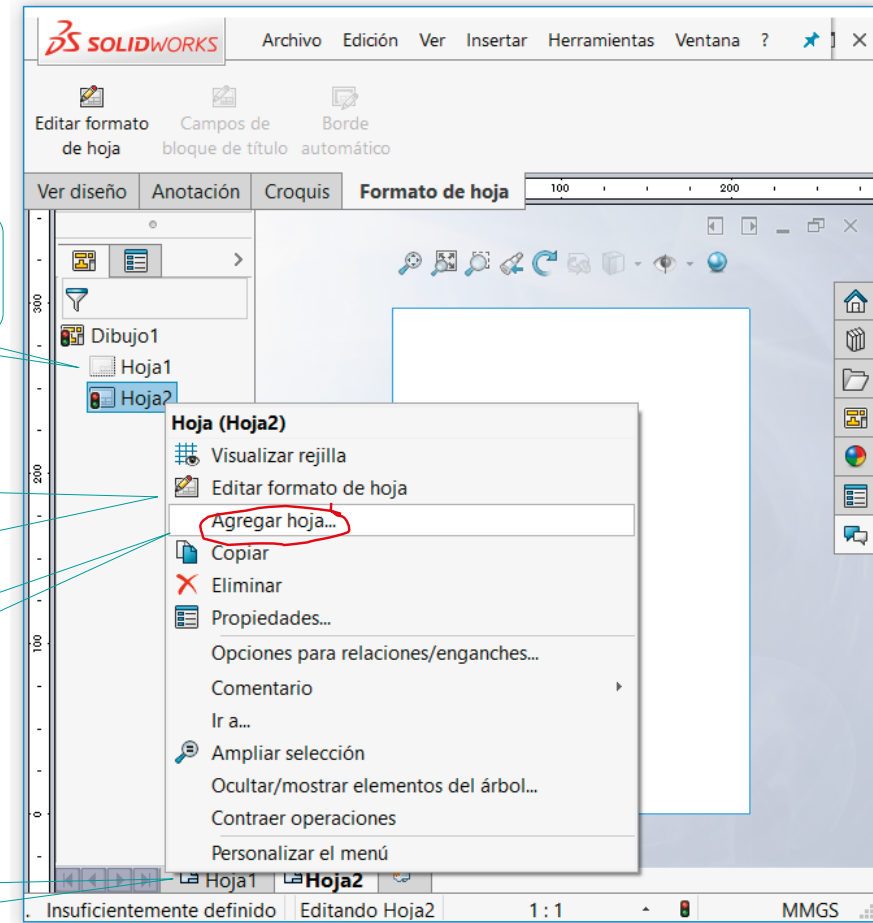 SOLIDWORKS Archivo Edición Ver Insertar Herramientas Ventana ?
Editar formato de hoja
Campos de bloque de título
Borde automático
Ver diseño Anotación Croquis Formato de hoja
100 200
300
Dibujo1
Hoja1
Hoja2
Hoja (Hoja2)
Visualizar rejilla
Editar formato de hoja
Agregar hoja...
Copiar
Eliminar
Propiedades...
Opciones para relaciones/enganches...
Comentario
Ir a...
Ampliar selección
Ocultar/mostrar elementos del árbol...
Contraer operaciones
Personalizar el menú
200
100
0
Hoja1 Hoja2
Insuficientemente definido Editando Hoja2 1 : 1 MMGS